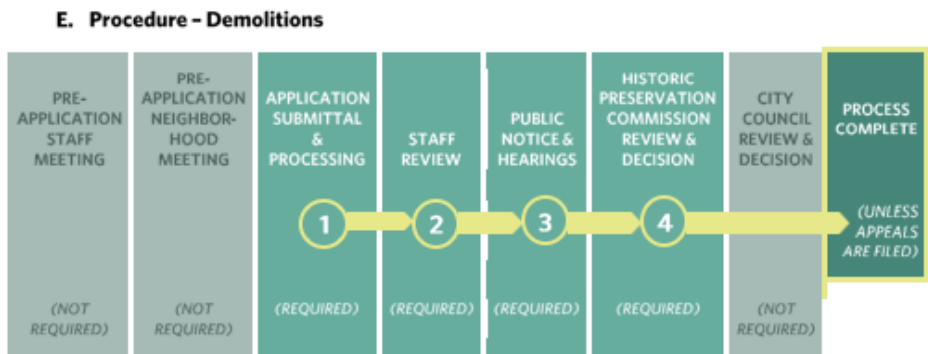 E. Procedure – Demolitions
PRE-
APPLICATION
STAFF
MEETING
(NOT
REQUIRED)
PRE-
APPLICATION
NEIGHBOR-
HOOD
MEETING
(NOT
REQUIRED)
APPLICATION
SUBMITTAL
&
PROCESSING
1
(REQUIRED)
STAFF
REVIEW
2
(REQUIRED)
PUBLIC
NOTICE &
HEARINGS
3
(REQUIRED)
HISTORIC
PRESERVATION
COMMISSION
REVIEW &
DECISION
4
(REQUIRED)
CITY
COUNCIL
REVIEW &
DECISION
(NOT
REQUIRED)
PROCESS
COMPLETE
(UNLESS
APPEALS
ARE FILED)